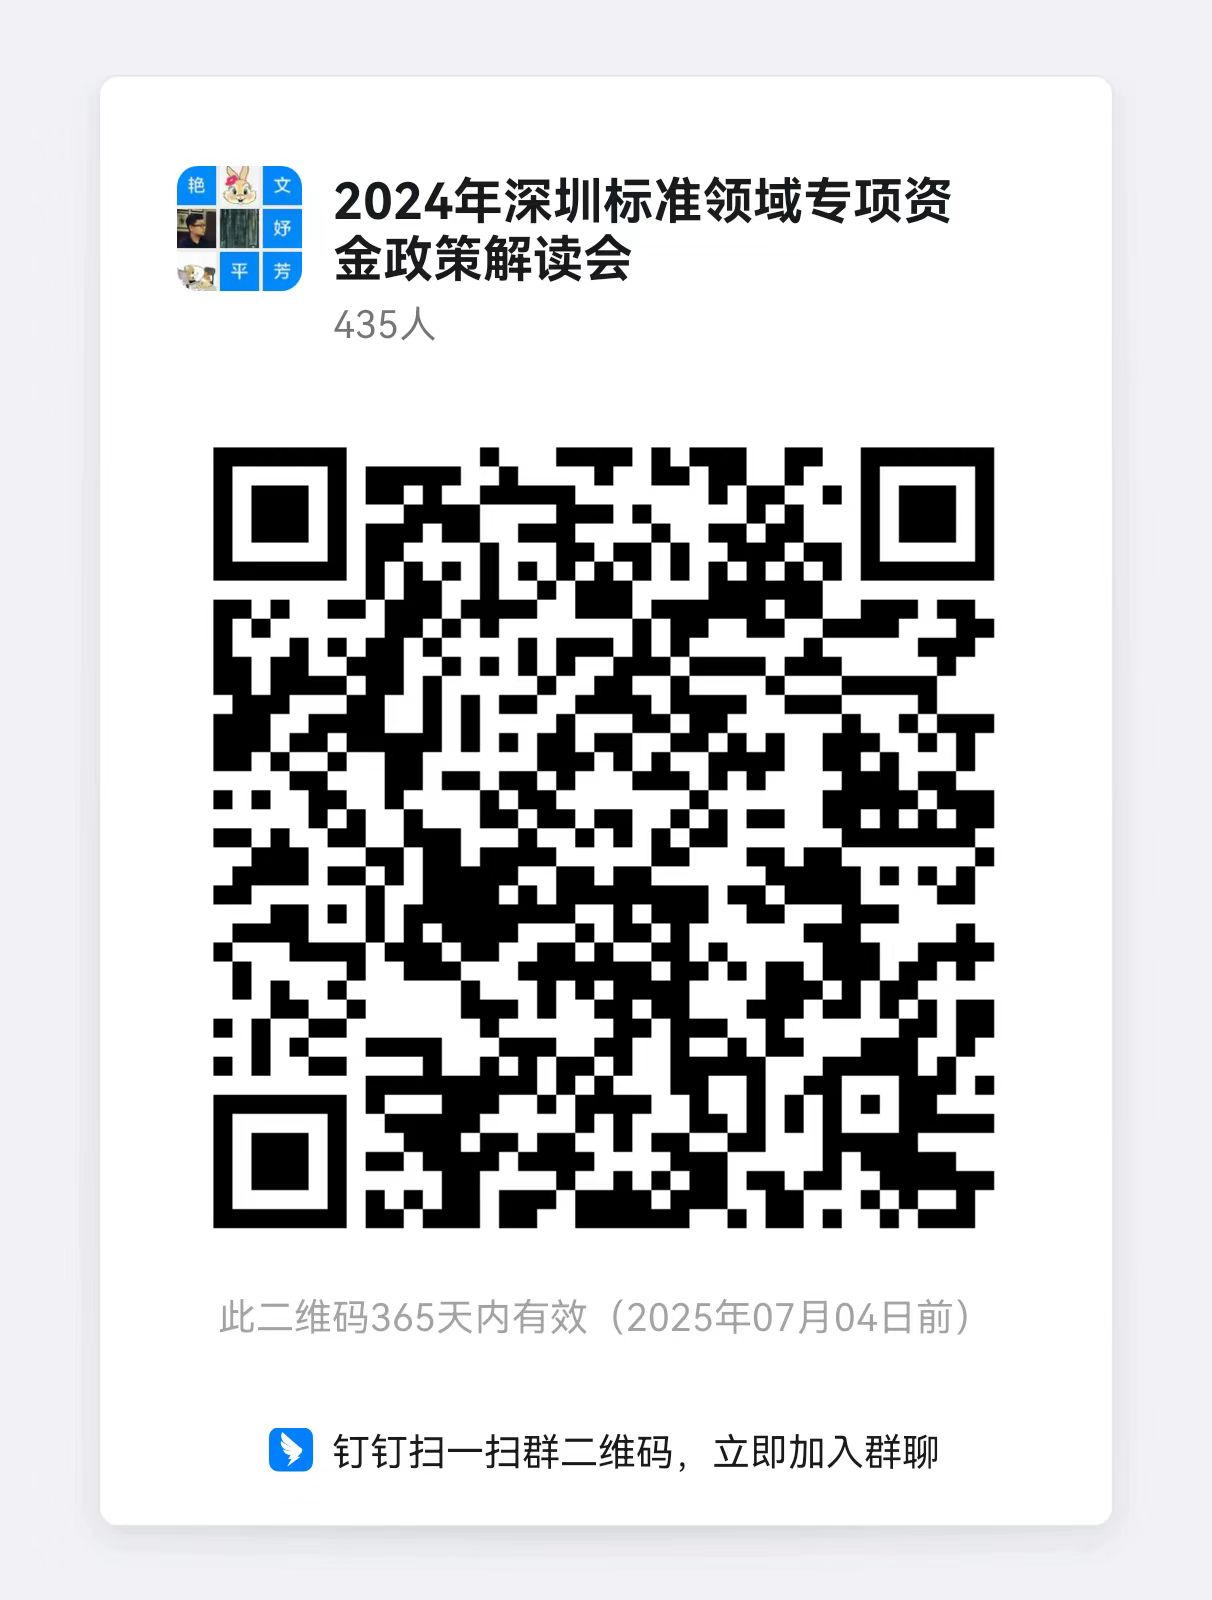 艳 文
妤
平 芳
2024年深圳标准领域专项资
金政策解读会
435人
此二维码365天内有效（2025年07月04日前）
钉钉扫一扫群二维码，立即加入群聊